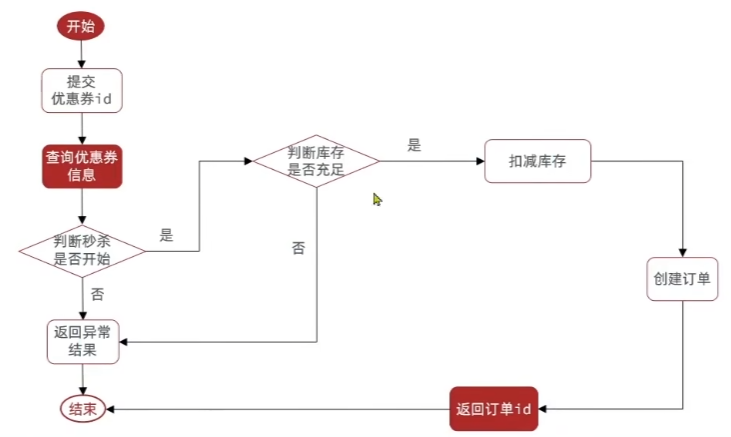 开始
提交
优惠券id
查询优惠券
信息
判断秒杀
是否开始
是
否
返回异常
结果
结束
判断库存
是否充足
是
否
扣减库存
创建订单
返回订单id